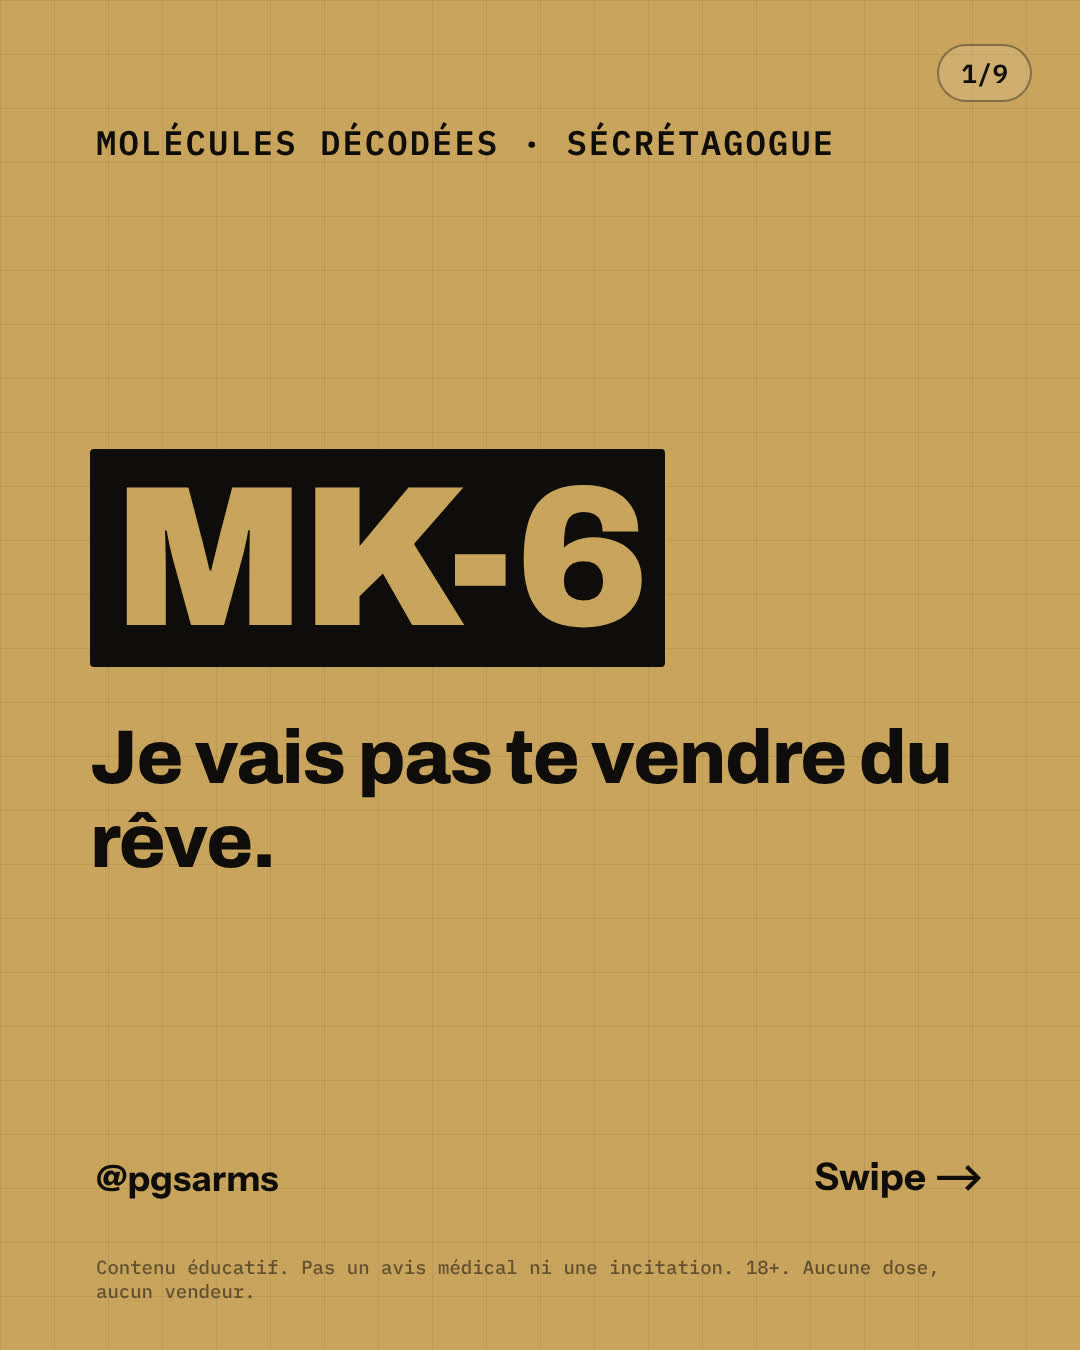 1/9
MOLÉCULES DÉCODÉES · SÉCRÉTAGOGUE
MK-6
Je vais pas te vendre du
rêve.
@pgsarms
Swipe →
Contenu éducatif. Pas un avis médical ni une incitation. 18+. Aucune dose,
aucun vendeur.